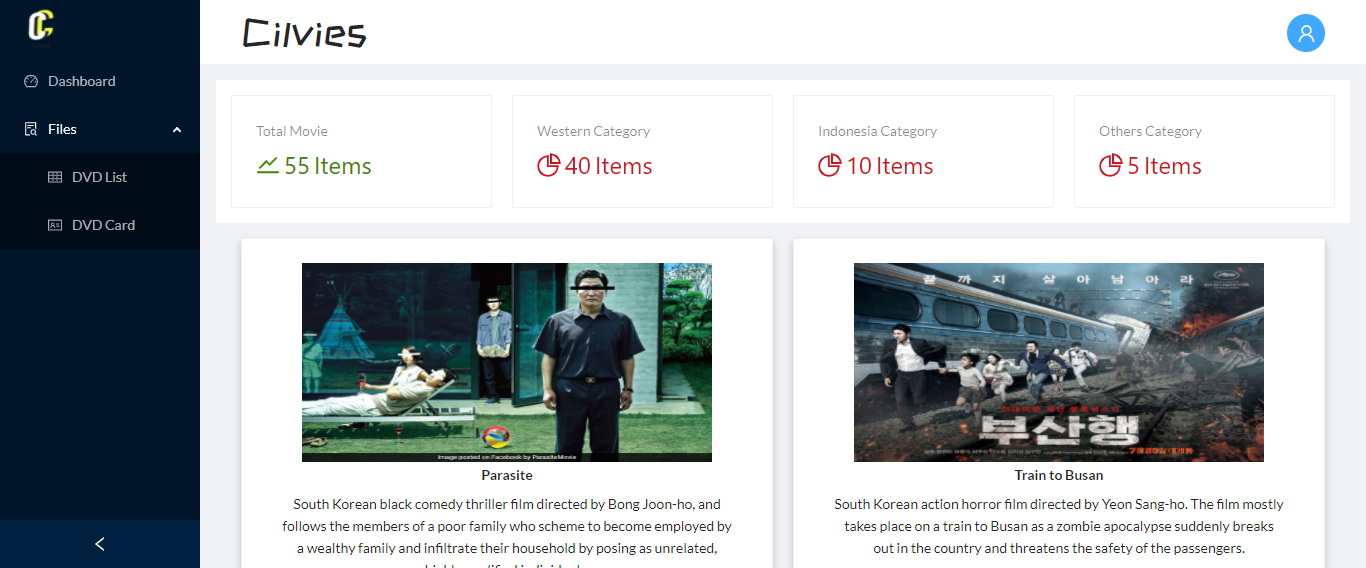 Cilvies
Dashboard
Files
DVD List
DVD Card
Total Movie
55 Items
Western Category
40 Items
Indonesia Category
10 Items
Others Category
5 Items
Image posted on Facebook by ParasiteMovie
Parasite
South Korean black comedy thriller film directed by Bong Joon-ho, and
follows the members of a poor family who scheme to become employed by
a wealthy family and infiltrate their household by posing as unrelated,
끝까지 살아남아라
부산행
Train to Busan
South Korean action horror film directed by Yeon Sang-ho. The film mostly
takes place on a train to Busan as a zombie apocalypse suddenly breaks
out in the country and threatens the safety of the passengers.